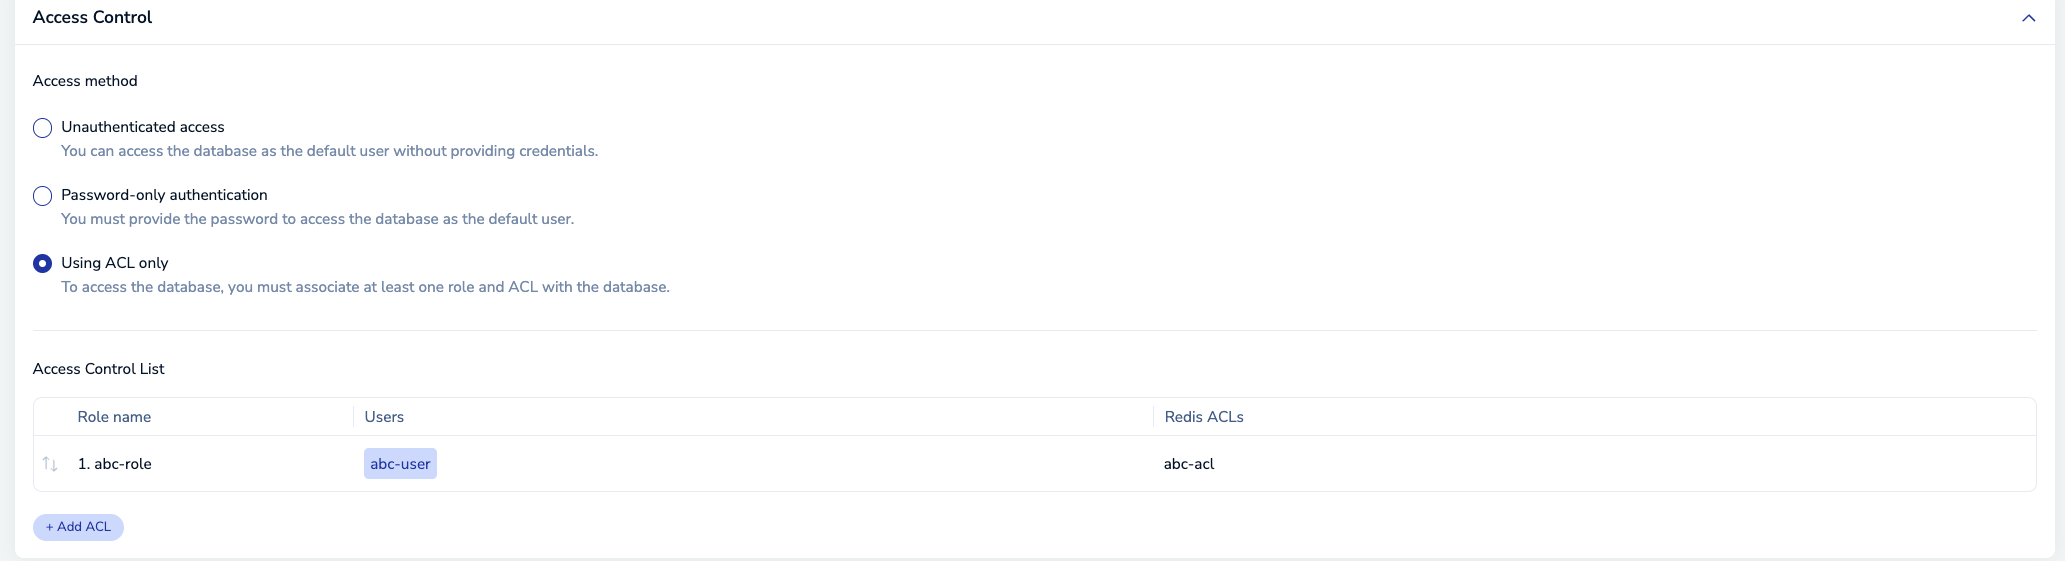 Access Control
Access method
Unauthenticated access
You can access the database as the default user without providing credentials.
Password-only authentication
You must provide the password to access the database as the default user.
Using ACL only
To access the database, you must associate at least one role and ACL with the database.
Access Control List
Role name Users Redis ACLs
1. abc-role abc-user abc-acl
+ Add ACL